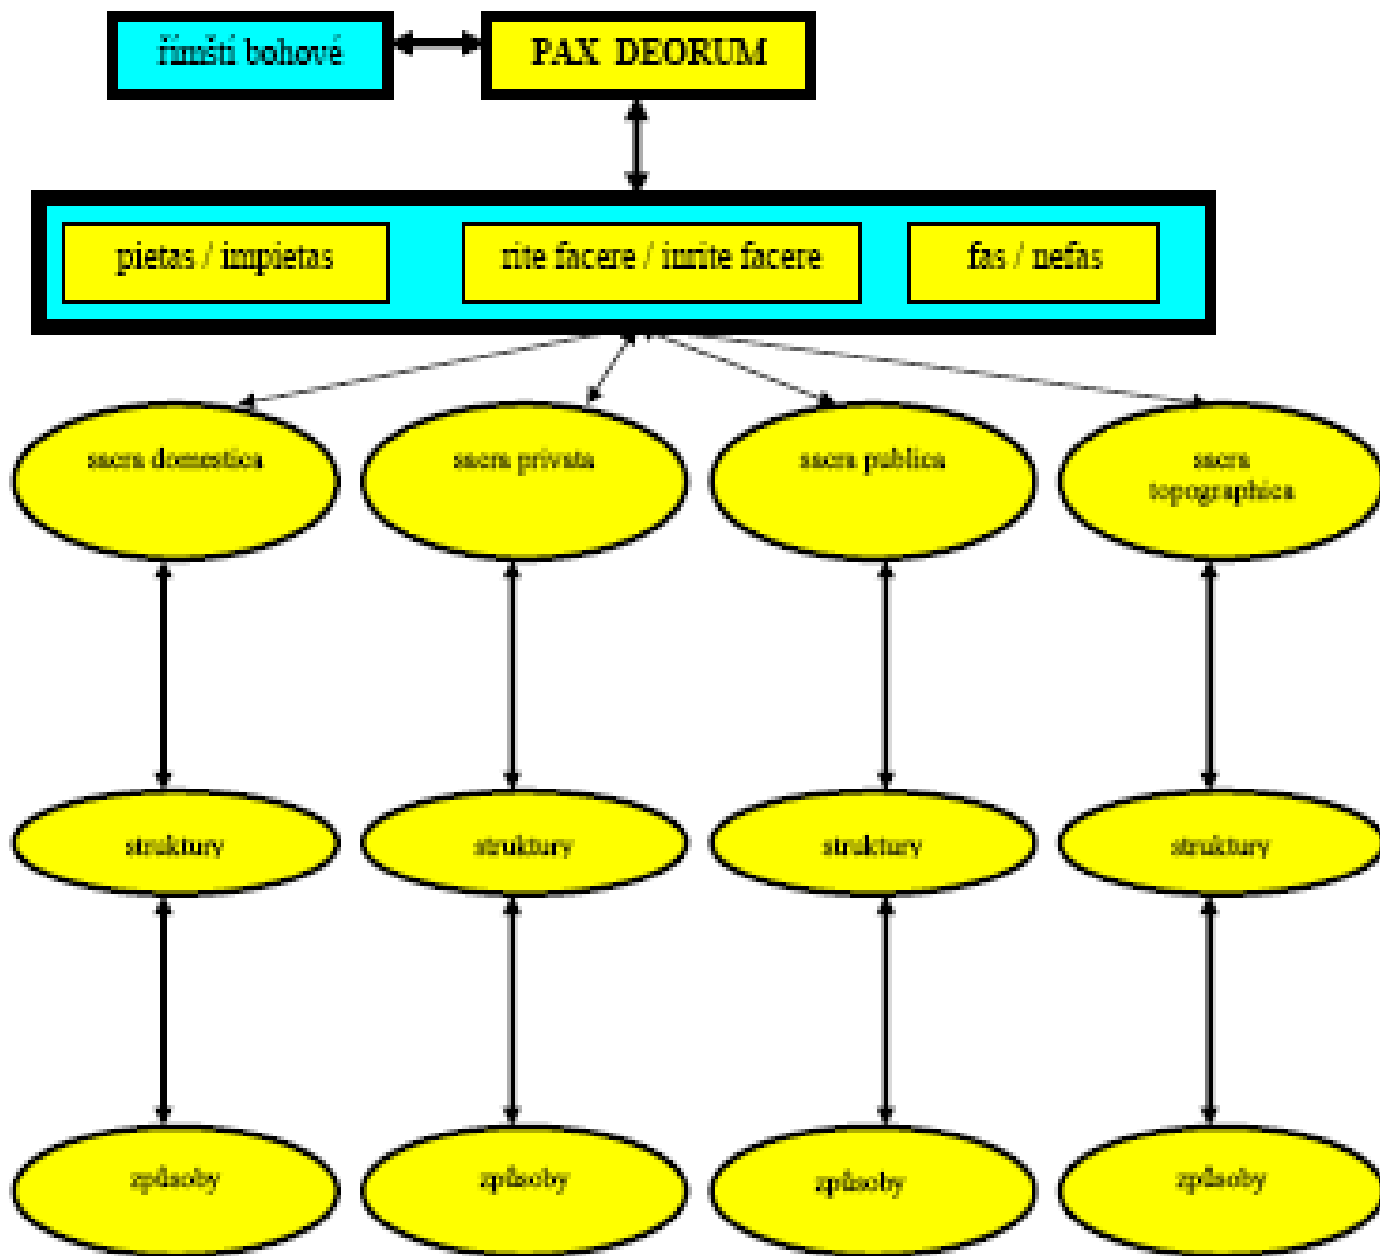 římští bohové
PAX DEORUM
pietas / impietas
rite facere / inrite facere
fas / nefas
sacra domestica
sacra privata
sacra publica
sacra
topographica
struktury
struktury
struktury
struktury
způsoby
způsoby
způsoby
způsoby